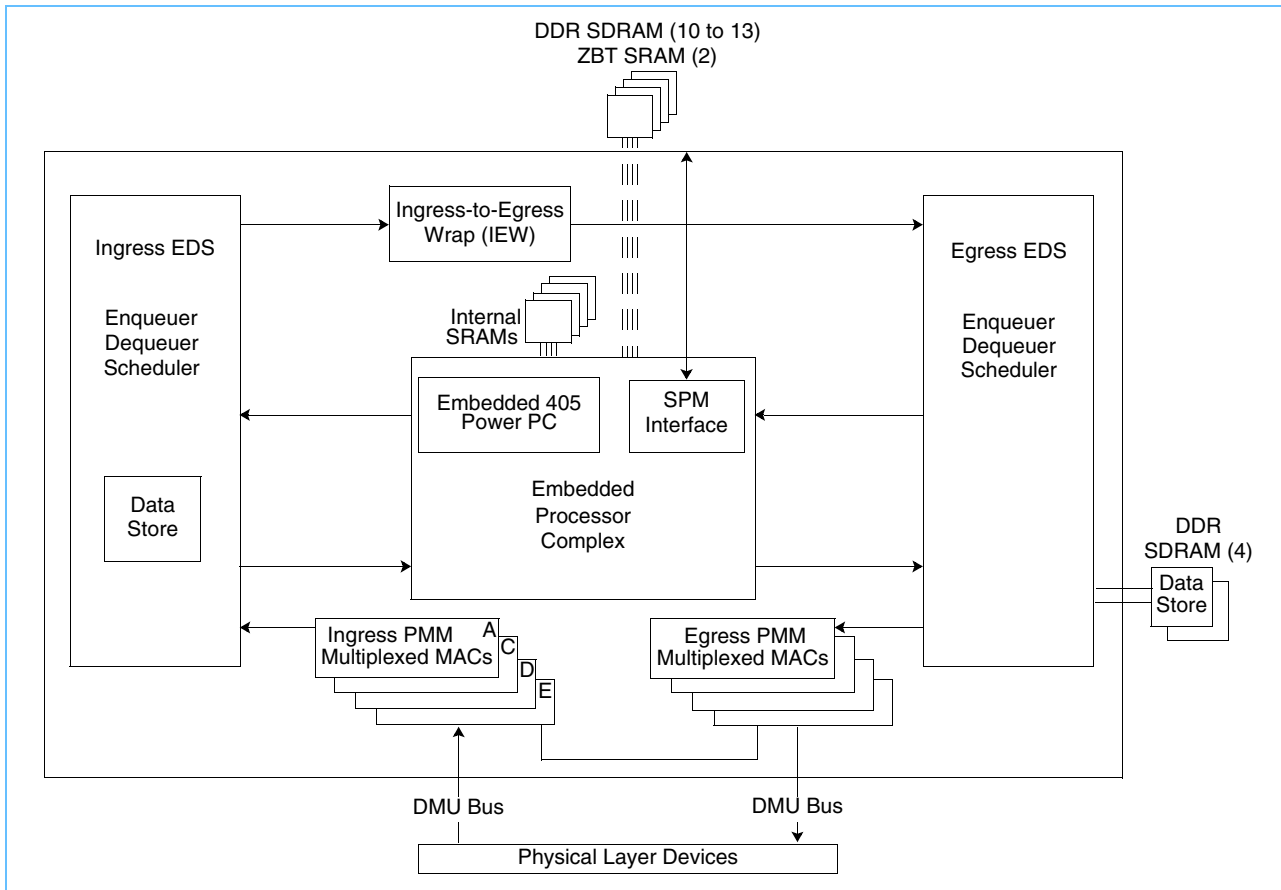 DDR SDRAM (10 to 13)
ZBT SRAM (2)
Ingress EDS
Enqueuer
Dequeuer
Scheduler
Data
Store
Ingress-to-Egress
Wrap (IEW)
Internal
SRAMs
Embedded 405
Power PC
SPM
Interface
Embedded
Processor
Complex
Egress EDS
Enqueuer
Dequeuer
Scheduler
DDR
SDRAM (4)
Data
Store
Ingress PMM
Multiplexed MACs
A
C
D
E
Egress PMM
Multiplexed MACs
DMU Bus
DMU Bus
Physical Layer Devices